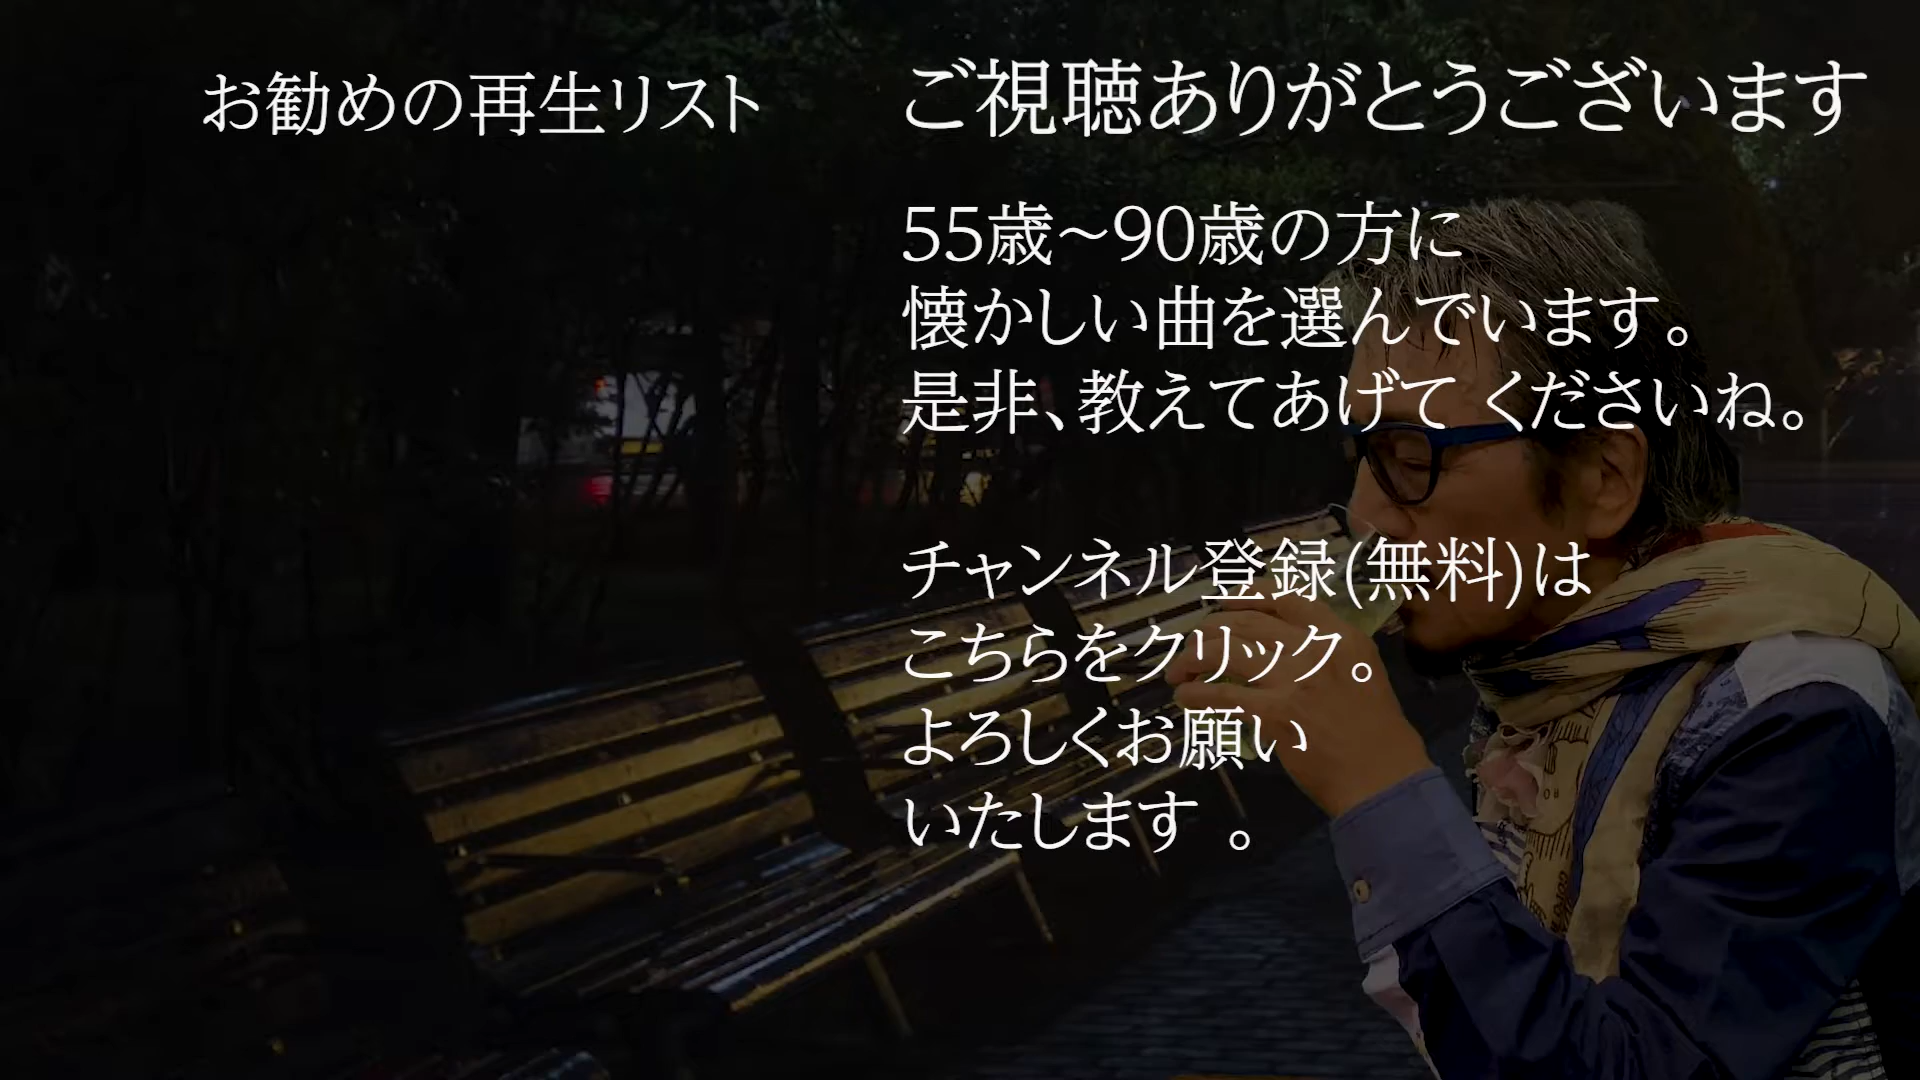 お勧めの再生リスト
ご視聴ありがとうございます
55歳～90歳の方に
懐かしい曲を選んでいます。
是非、教えてあげて くださいね。
チャンネル登録(無料)は
こちらをクリック。
よろしくお願い
いたします 。